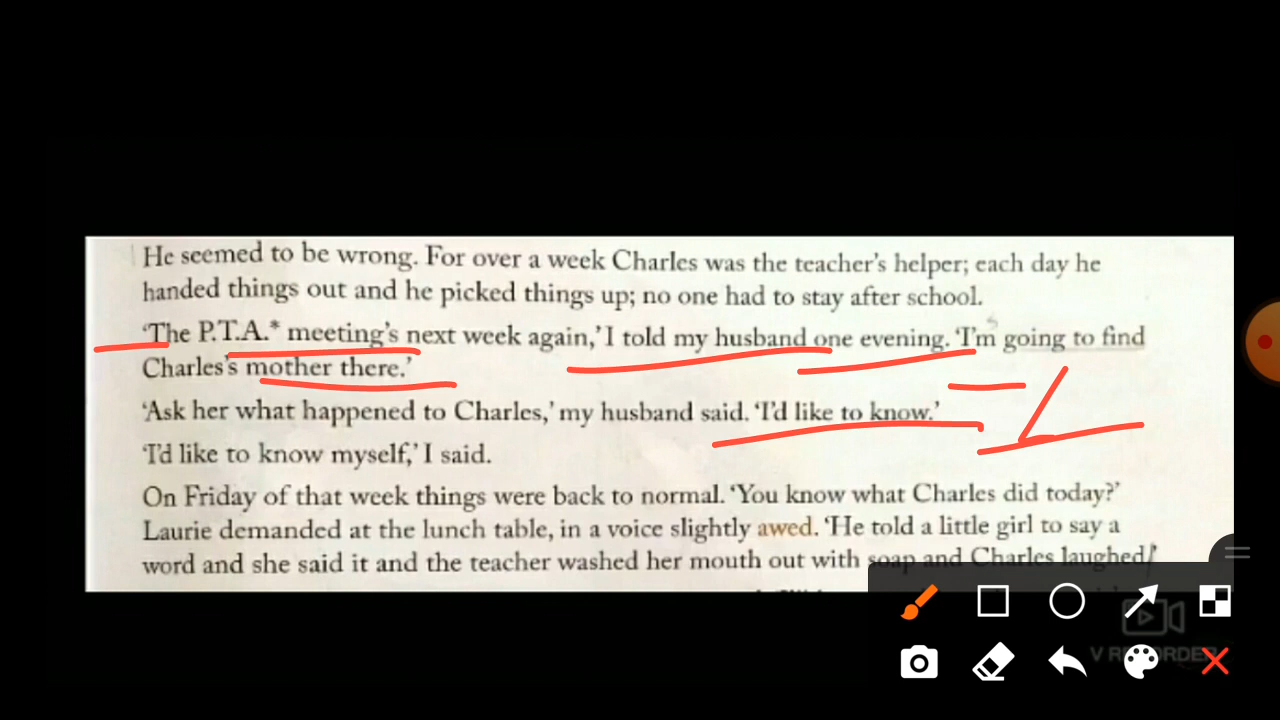 He seemed to be wrong. For over a week Charles was the teacher's helper; each day he
handed things out and he picked things up; no one had to stay after school.
'The P.T.A.* meeting's next week again,' I told my husband one evening. 'I'm going to find
Charles's mother there.'
'Ask her what happened to Charles,' my husband said. 'I'd like to know.'
'I'd like to know myself,' I said.
On Friday of that week things were back to normal. 'You know what Charles did today?'
Laurie demanded at the lunch table, in a voice slightly awed. 'He told a little girl to say a
word and she said it and the teacher washed her mouth out with soap and Charles laughed.'
V RECORDER